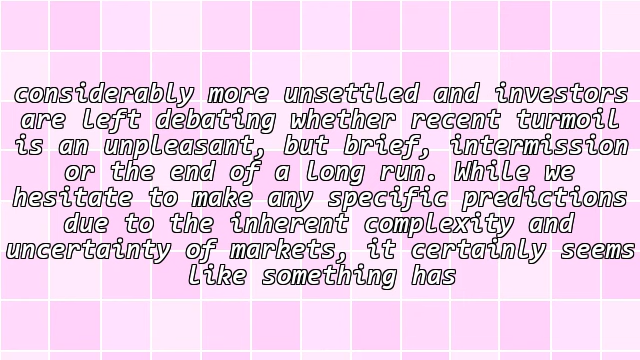 considerably more unsettled and investors
are left debating whether recent turmoil
is an unpleasant, but brief, intermission
or the end of a long run. While we
hesitate to make any specific predictions
due to the inherent complexity and
uncertainty of markets, it certainly seems
like something has